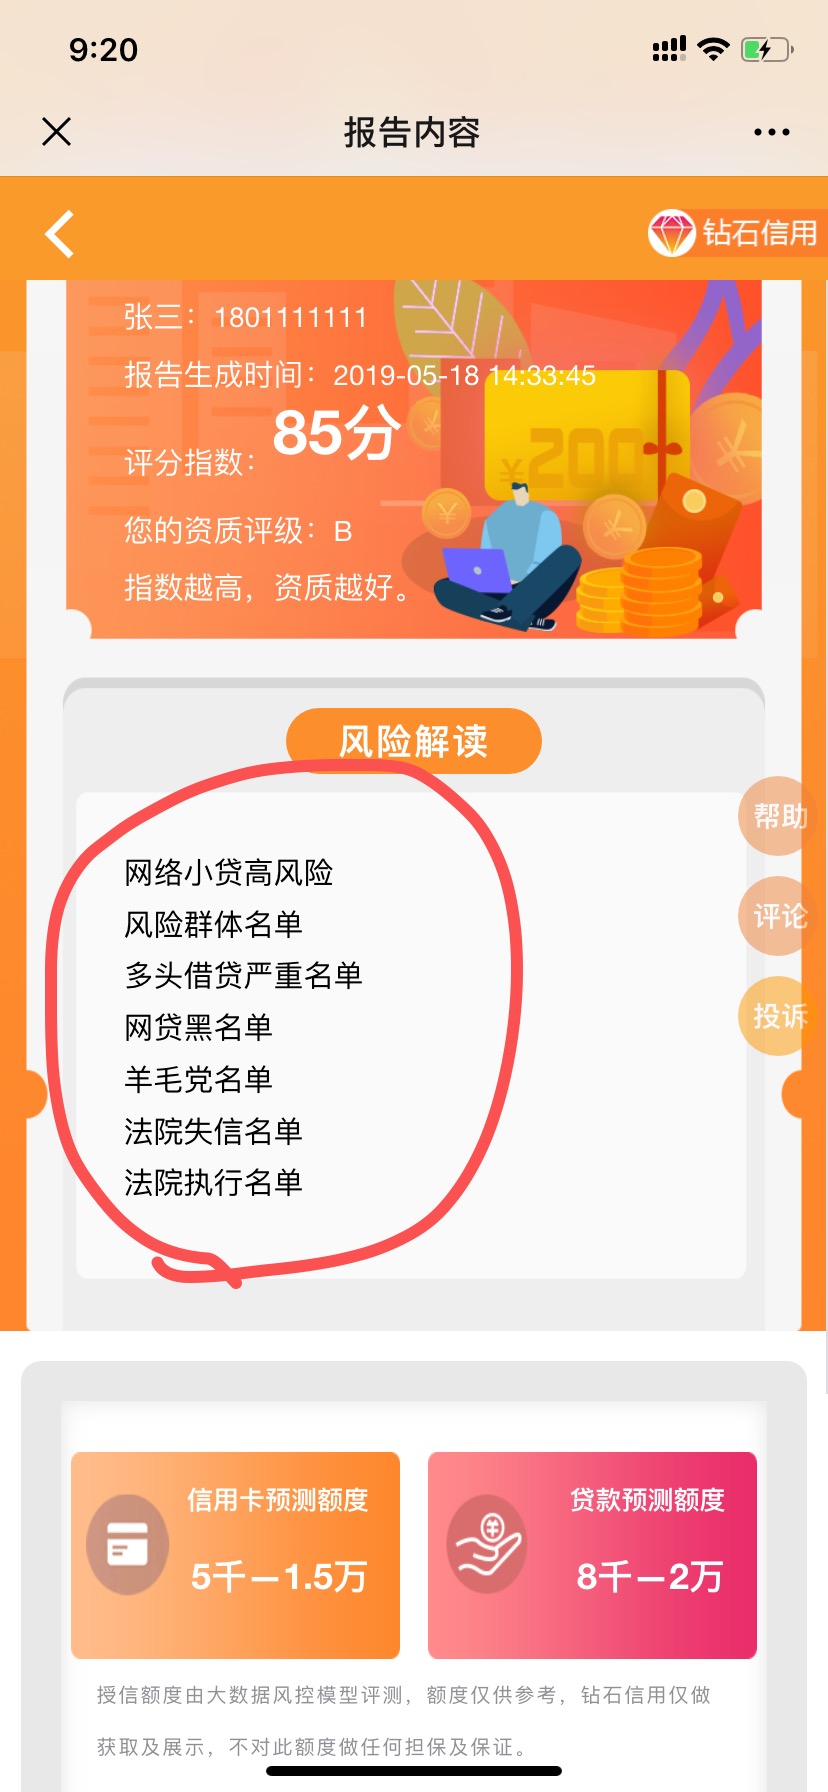 9:20
报告内容
钻石信用
张三：1801111111
报告生成时间：2019-05-18 14:33:45
评分指数：85分
您的资质评级：B
指数越高，资质越好。
¥200
风险解读
网络小贷高风险
风险群体名单
多头借贷严重名单
网贷黑名单
羊毛党名单
法院失信名单
法院执行名单
帮助
评论
投诉
信用卡预测额度
5千—1.5万
贷款预测额度
8千—2万
授信额度由大数据风控模型评测，额度仅供参考，钻石信用仅做
获取及展示，不对此额度做任何担保及保证。